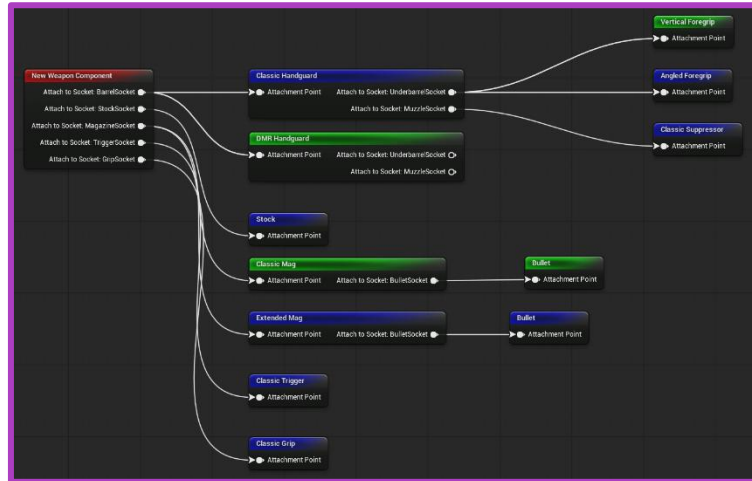 Vertical Foregrip
Attachment Point
New Weapon Component
Attach to Socket: BarrelSocket
Attach to Socket: StockSocket
Attach to Socket: MagazineSocket
Attach to Socket: TriggerSocket
Attach to Socket: GripSocket
Classic Handguard
Attachment Point Attach to Socket: UnderbarrelSocket
Attach to Socket: MuzzleSocket
Angled Foregrip
Attachment Point
DMR Handguard
Attachment Point Attach to Socket: UnderbarrelSocket
Attach to Socket: MuzzleSocket
Classic Suppressor
Attachment Point
Stock
Attachment Point
Classic Mag
Attachment Point Attach to Socket: BulletSocket
Bullet
Attachment Point
Extended Mag
Attachment Point Attach to Socket: BulletSocket
Bullet
Attachment Point
Classic Trigger
Attachment Point
Classic Grip
Attachment Point